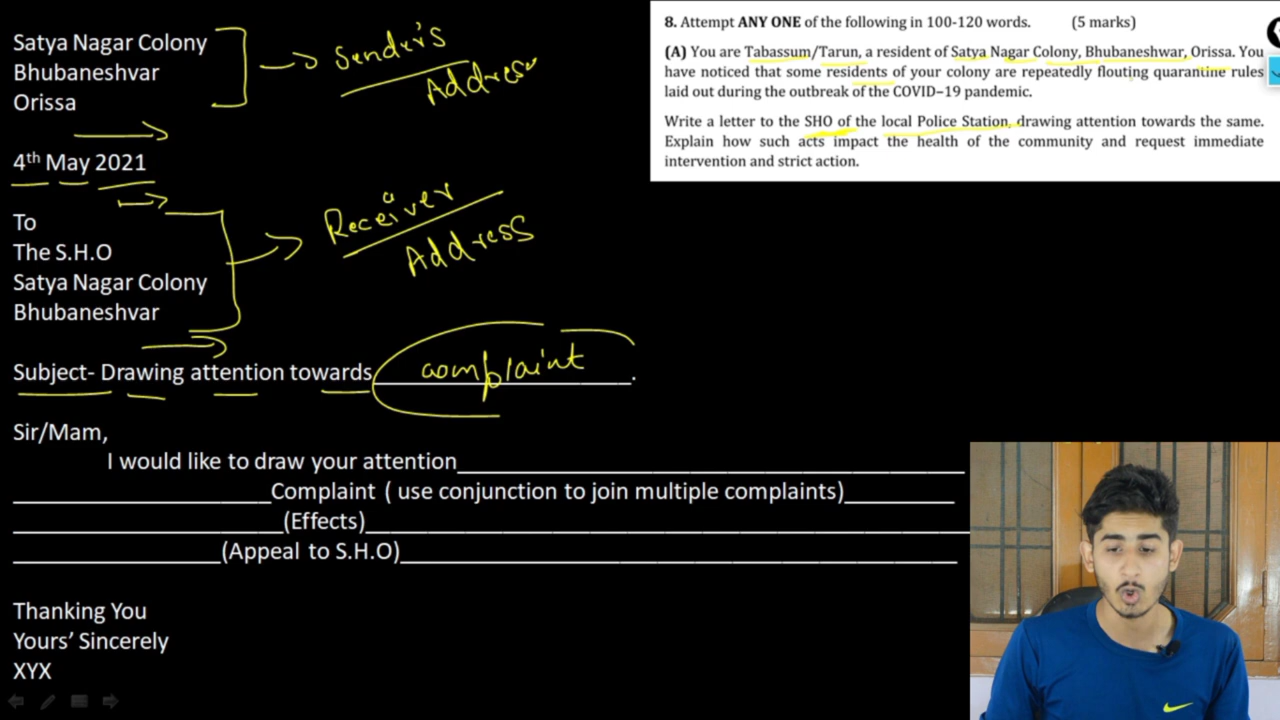 Satya Nagar Colony
Bhubaneshvar
Orissa
Sender's
Address
4th May 2021
To
The S.H.O
Satya Nagar Colony
Bhubaneshvar
Receiver
Address
Subject- Drawing attention towards complaint.
Sir/Mam,
I would like to draw your attention
Complaint ( use conjunction to join multiple complaints)
(Effects)
(Appeal to S.H.O)
Thanking You
Yours' Sincerely
XYX
8. Attempt ANY ONE of the following in 100-120 words. (5 marks)
(A) You are Tabassum/Tarun, a resident of Satya Nagar Colony, Bhubaneshwar, Orissa. You
have noticed that some residents of your colony are repeatedly flouting quarantine rules
laid out during the outbreak of the COVID–19 pandemic.
Write a letter to the SHO of the local Police Station, drawing attention towards the same.
Explain how such acts impact the health of the community and request immediate
intervention and strict action.